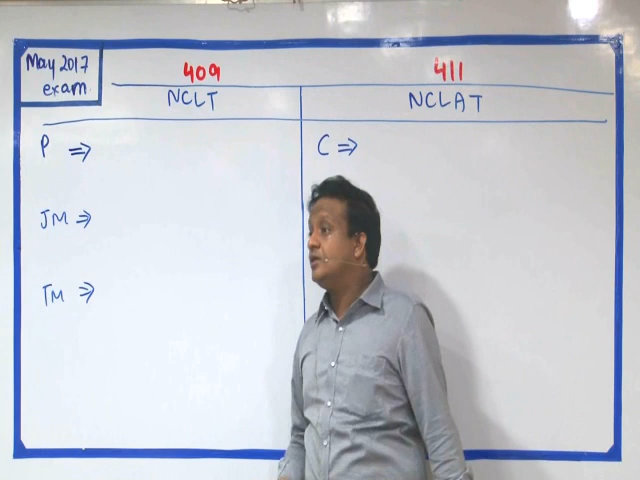 May 2017
exam
409
411
NCLT
NCLAT
P ⇒
C ⇒
JM ⇒
TM ⇒